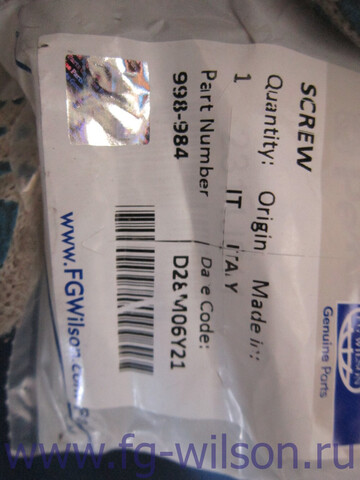 SCREW
Quantity: Origin Made in:
1 IT ITALY
Part Number Date Code:
998-984 D28M06Y21
www.FGWilson.com
Genuine Parts
www.fg-wilson.ru